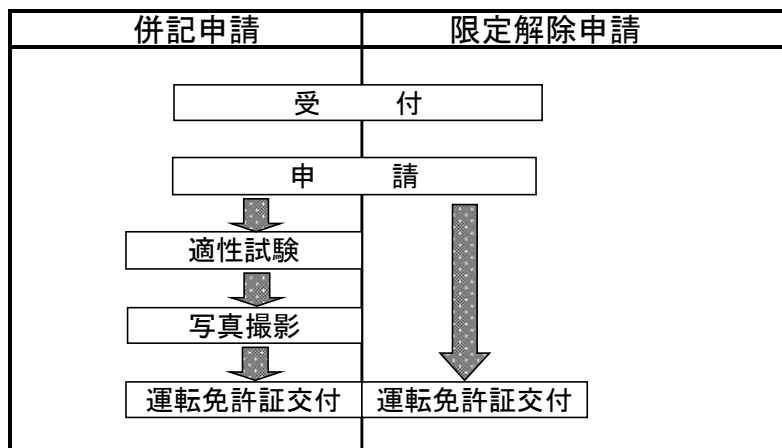 併記申請
限定解除申請
受付
申請
適性試験
写真撮影
運転免許証交付
運転免許証交付